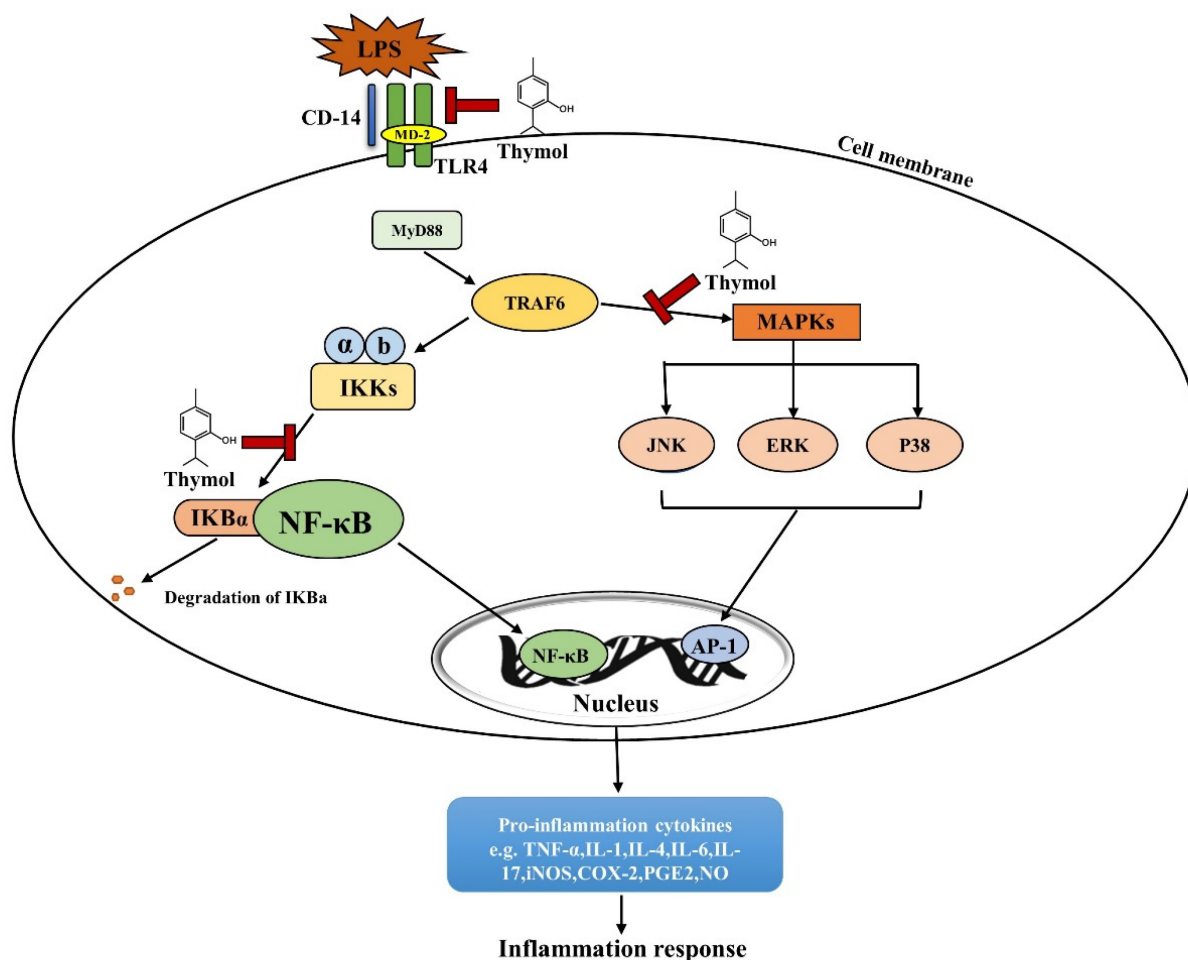 LPS
CD-14
MD-2
TLR4
OH
Thymol
Cell membrane
MyD88
TRAF6
OH
Thymol
MAPKs
α b
IKKs
JNK
ERK
P38
OH
Thymol
IKBα
NF-κB
Degradation of IKBa
NF-κB
AP-1
Nucleus
Pro-inflammation cytokines
e.g. TNF-α,IL-1,IL-4,IL-6,IL-
17,iNOS,COX-2,PGE2,NO
Inflammation response